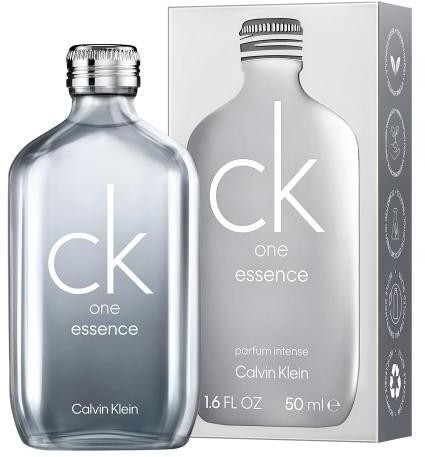 ck
one
essence
Calvin Klein
ck
one
essence
parfum intense
Calvin Klein
1.6 FL OZ 50 ml ℮